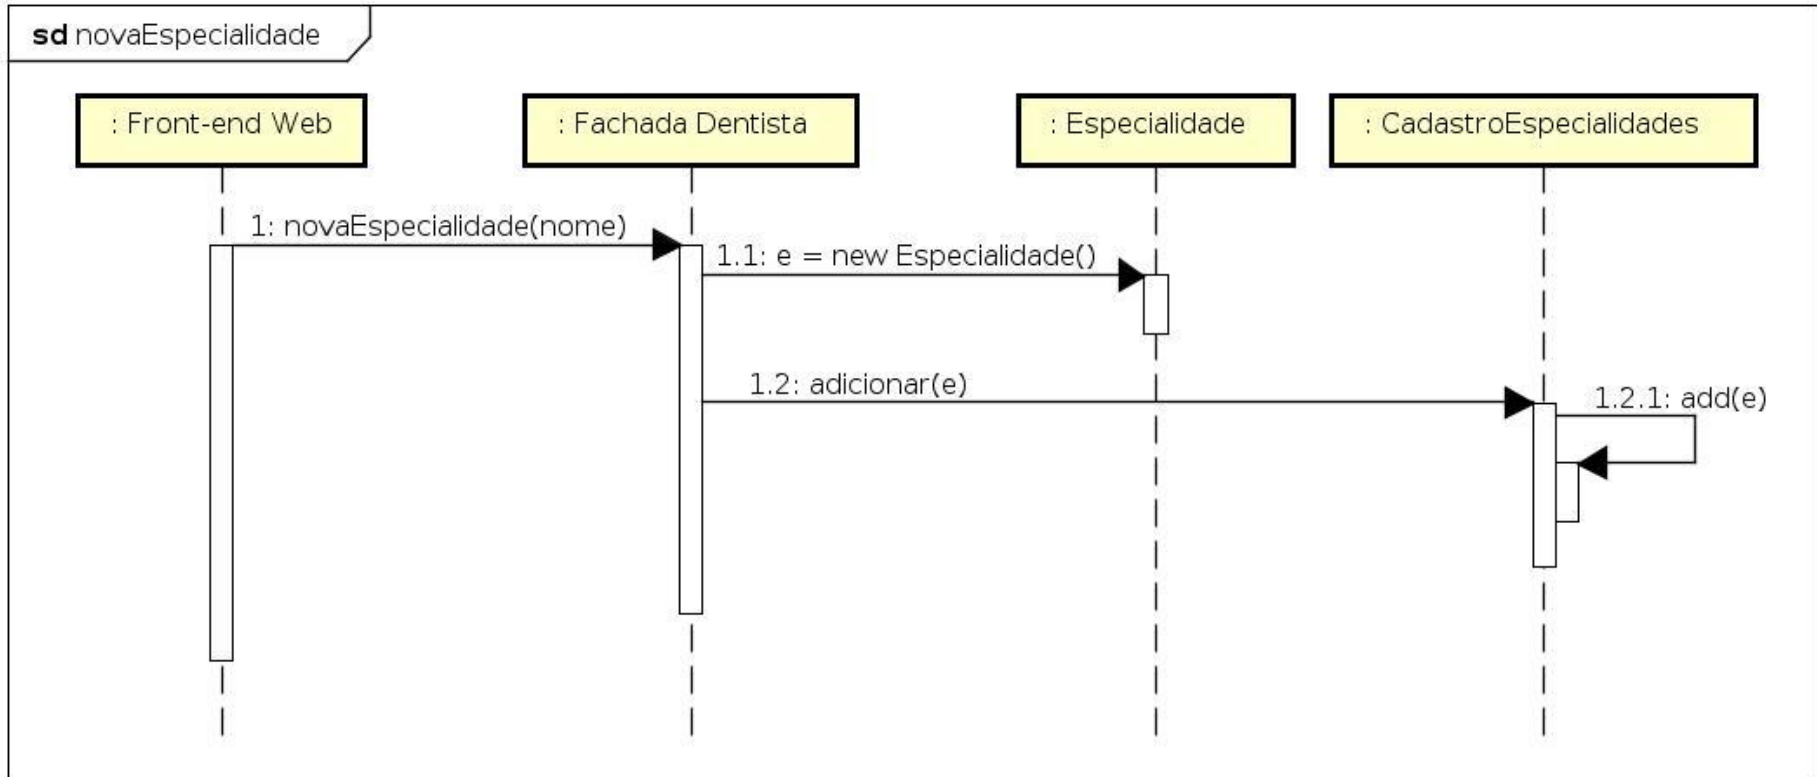 sd novaEspecialidade
: Front-end Web
: Fachada Dentista
: Especialidade
: CadastroEspecialidades
1: novaEspecialidade(nome)
1.1: e = new Especialidade()
1.2: adicionar(e)
1.2.1: add(e)